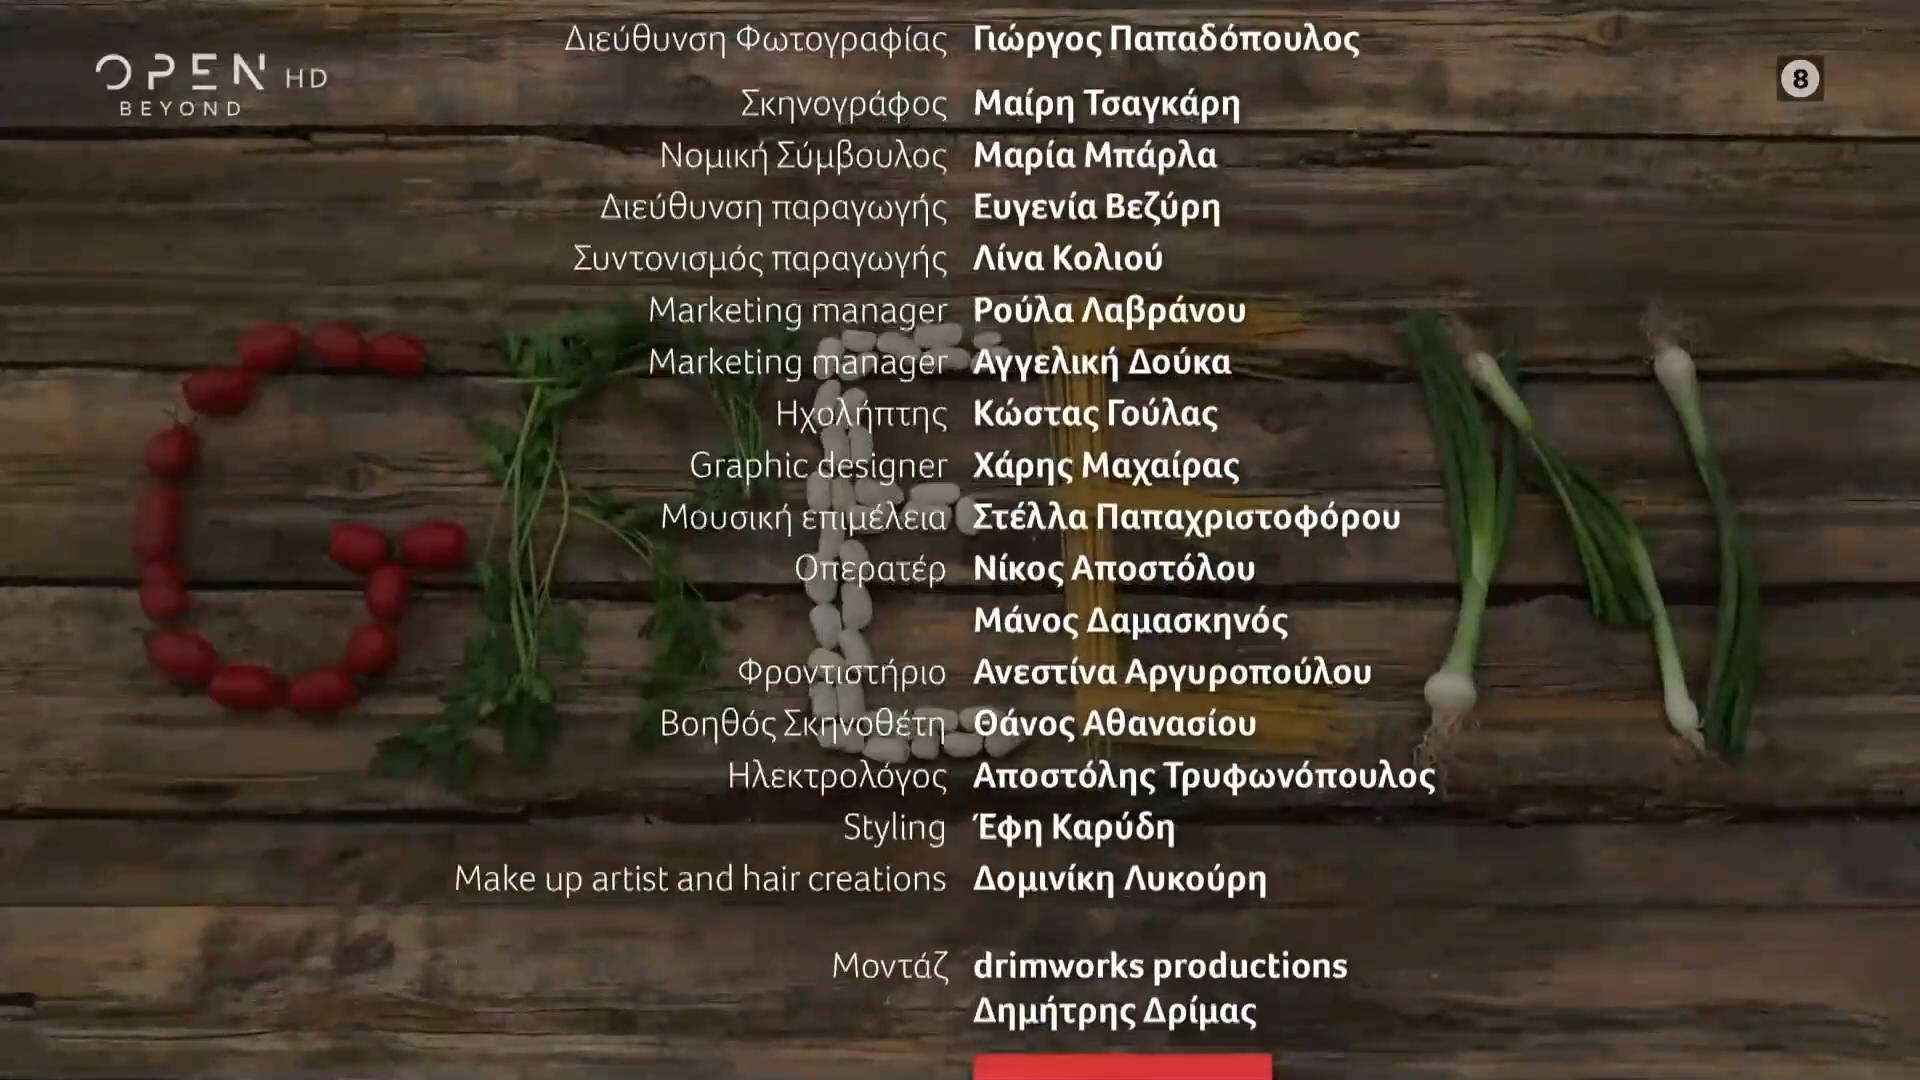 Διεύθυνση Φωτογραφίας Γιώργος Παπαδόπουλος
OPEN HD
BEYOND
8
Σκηνογράφος Μαίρη Τσαγκάρη
Νομική Σύμβουλος Μαρία Μπάρλα
Διεύθυνση παραγωγής Ευγενία Βεζύρη
Συντονισμός παραγωγής Λίνα Κολιού
Marketing manager Ρούλα Λαβράνου
Marketing manager Αγγελική Δούκα
Ηχολήπτης Κώστας Γούλας
Graphic designer Χάρης Μαχαίρας
Μουσική επιμέλεια Στέλλα Παπαχριστοφόρου
Οπερατέρ Νίκος Αποστόλου
Μάνος Δαμασκηνός
Φροντιστήριο Ανεστίνα Αργυροπούλου
Βοηθός Σκηνοθέτη Θάνος Αθανασίου
Ηλεκτρολόγος Αποστόλης Τρυφωνόπουλος
Styling Έφη Καρύδη
Make up artist and hair creations Δομινίκη Λυκούρη
Μοντάζ drimworks productions
Δημήτρης Δρίμας
GREEN